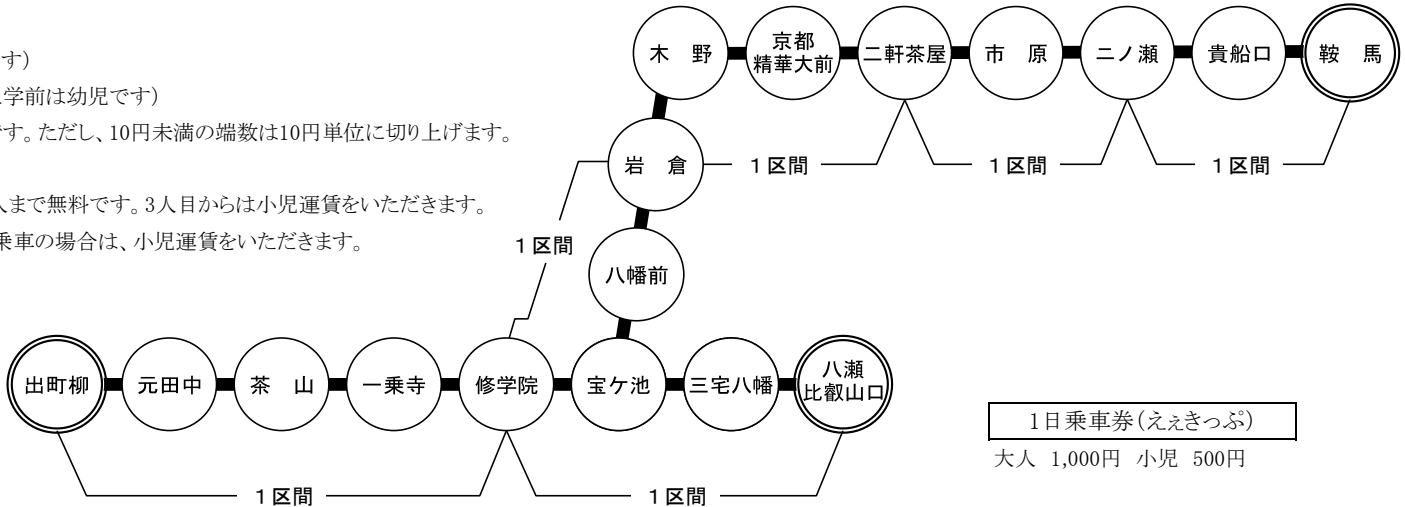 す)
学前は幼児です)
です。ただし、10円未満の端数は10円単位に切り上げます。
人まで無料です。3人目からは小児運賃をいただきます。
乗車の場合は、小児運賃をいただきます。
木　野
京都
精華大前
二軒茶屋
市　原
二ノ瀬
貴船口
鞍　馬
岩　倉
1区間
1区間
1区間
1区間
八幡前
出町柳
元田中
茶　山
一乗寺
修学院
宝ケ池
三宅八幡
八瀬
比叡山口
1区間
1区間
1日乗車券(えぇきっぷ)
大人　1,000円　小児　500円